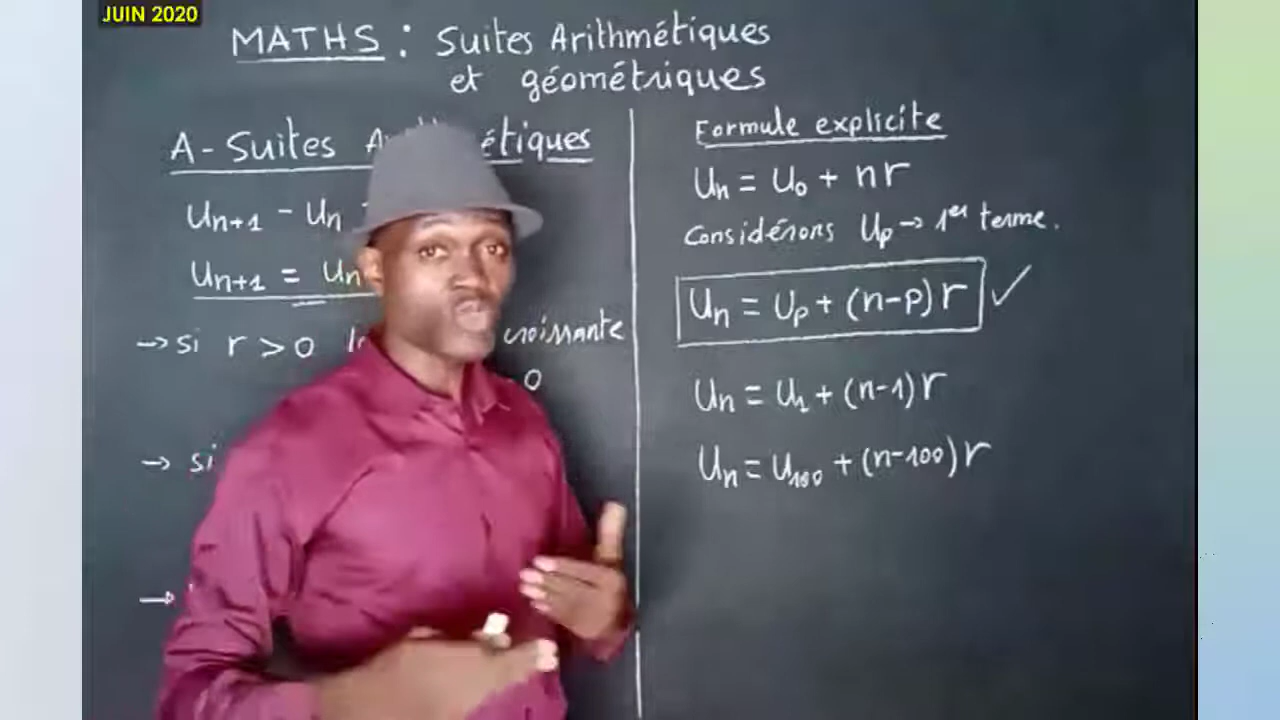 JUIN 2020
MATHS : Suites Arithmétiques
et géométriques
A - Suites étiques
Un+1 - Un
Un+1 = Un
→ si r > 0 croissante
0
→ si
→
Formule explicite
Un = U0 + nr
Considérons Up → 1er terme.
Un = Up + (n-p) r ✓
Un = U1 + (n-1) r
Un = U100 + (n-100) r